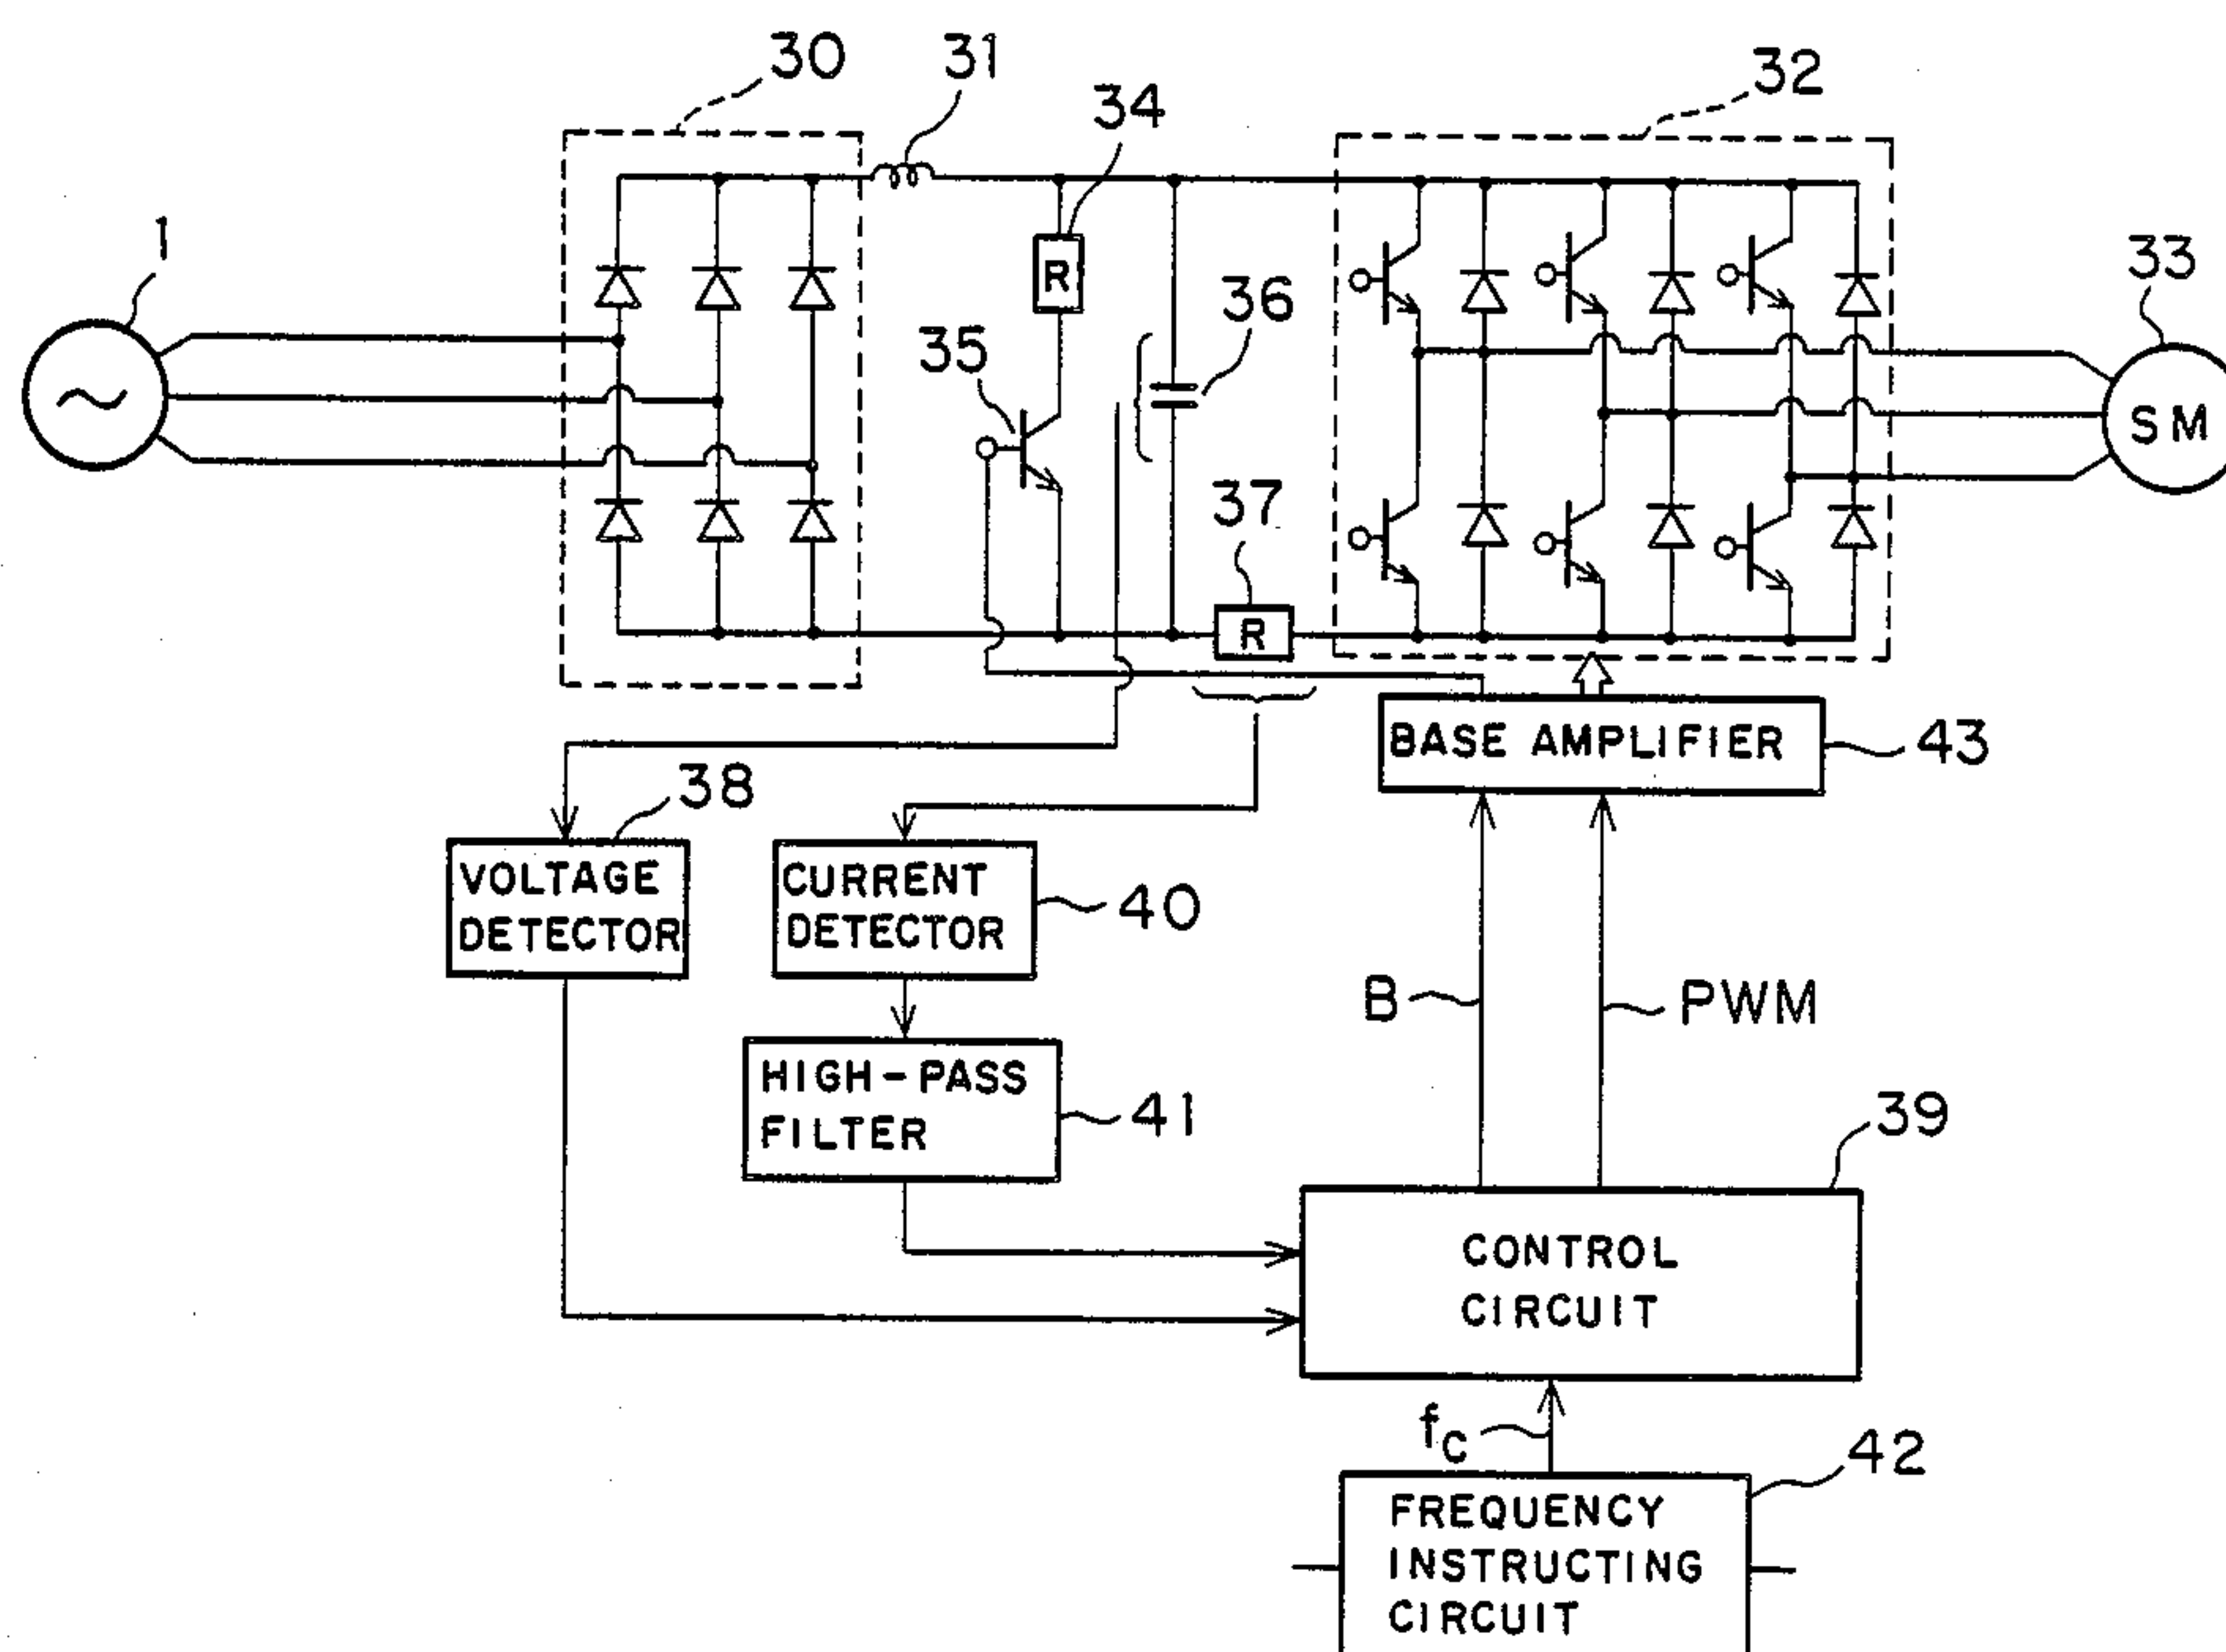 30
31
32
34
1
R
33
36
35
SM
37
R
BASE AMPLIFIER
43
38
VOLTAGE
DETECTOR
CURRENT
DETECTOR
40
B
PWM
HIGH-PASS
FILTER
41
39
CONTROL
CIRCUIT
fc
42
FREQUENCY
INSTRUCTING
CIRCUIT